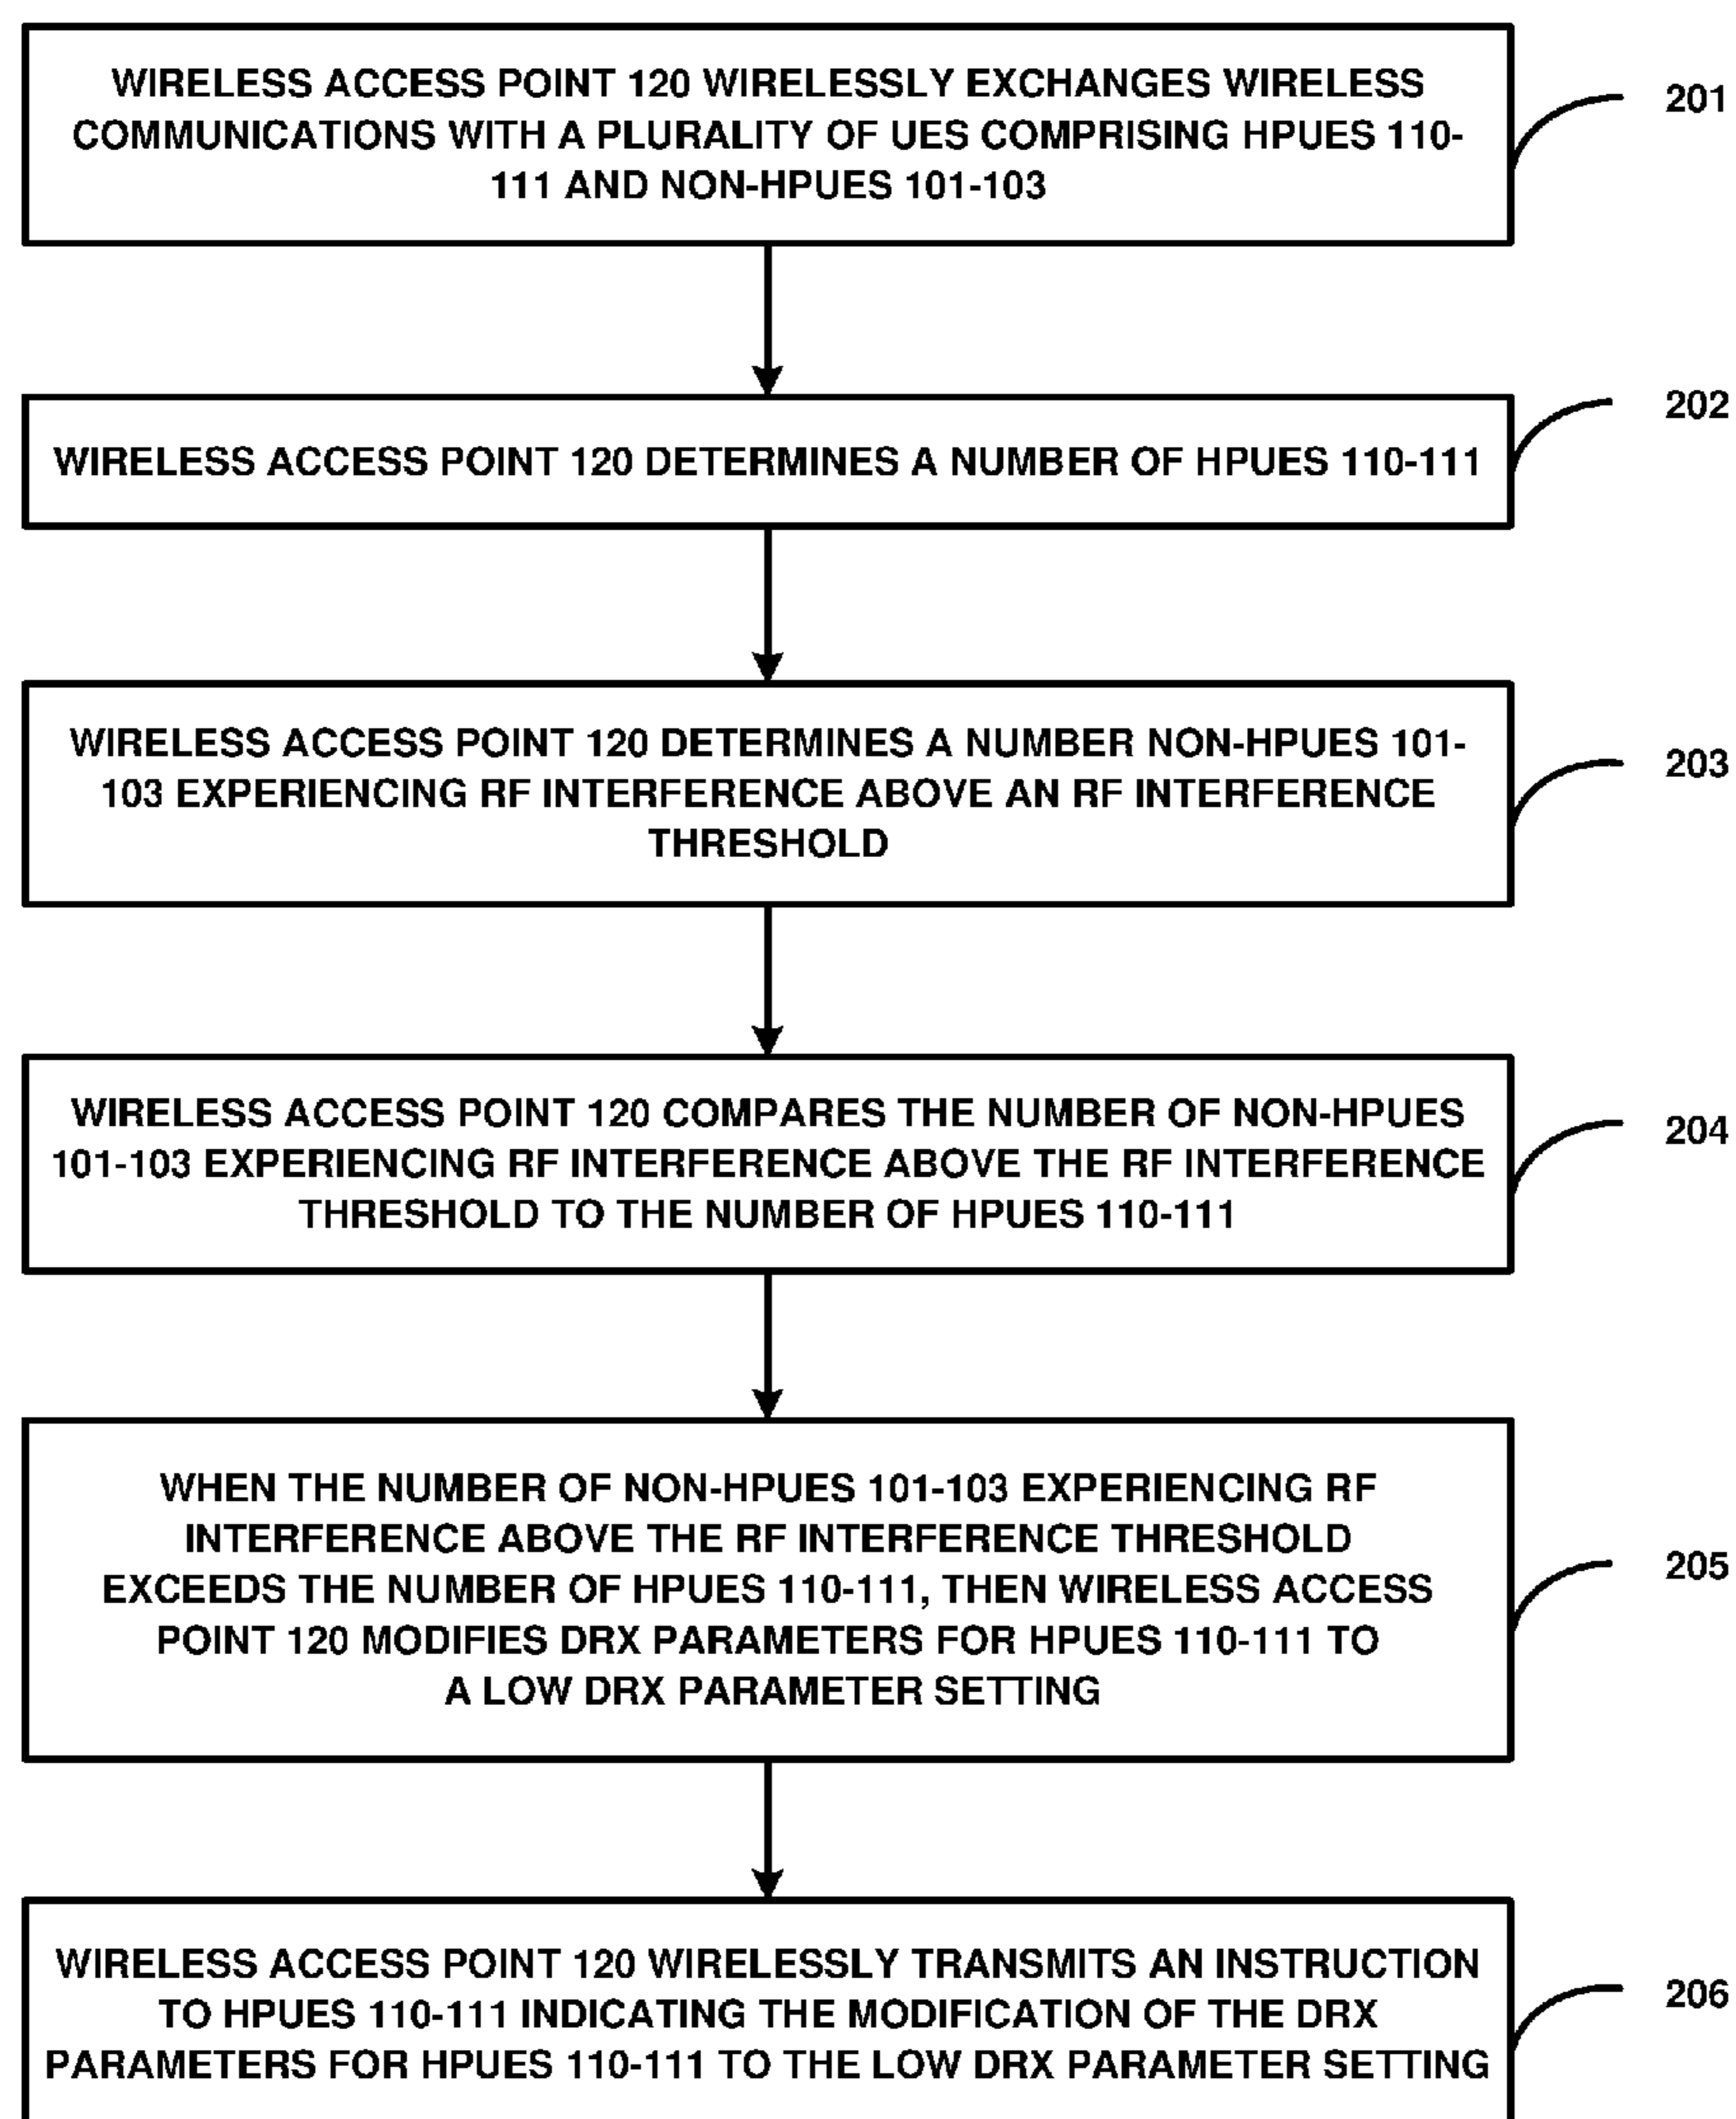 WIRELESS ACCESS POINT 120 WIRELESSLY EXCHANGES WIRELESS
COMMUNICATIONS WITH A PLURALITY OF UES COMPRISING HPUES 110-
111 AND NON-HPUES 101-103
201
WIRELESS ACCESS POINT 120 DETERMINES A NUMBER OF HPUES 110-111
202
WIRELESS ACCESS POINT 120 DETERMINES A NUMBER NON-HPUES 101-
103 EXPERIENCING RF INTERFERENCE ABOVE AN RF INTERFERENCE
THRESHOLD
203
WIRELESS ACCESS POINT 120 COMPARES THE NUMBER OF NON-HPUES
101-103 EXPERIENCING RF INTERFERENCE ABOVE THE RF INTERFERENCE
THRESHOLD TO THE NUMBER OF HPUES 110-111
204
WHEN THE NUMBER OF NON-HPUES 101-103 EXPERIENCING RF
INTERFERENCE ABOVE THE RF INTERFERENCE THRESHOLD
EXCEEDS THE NUMBER OF HPUES 110-111, THEN WIRELESS ACCESS
POINT 120 MODIFIES DRX PARAMETERS FOR HPUES 110-111 TO
A LOW DRX PARAMETER SETTING
205
WIRELESS ACCESS POINT 120 WIRELESSLY TRANSMITS AN INSTRUCTION
TO HPUES 110-111 INDICATING THE MODIFICATION OF THE DRX
PARAMETERS FOR HPUES 110-111 TO THE LOW DRX PARAMETER SETTING
206